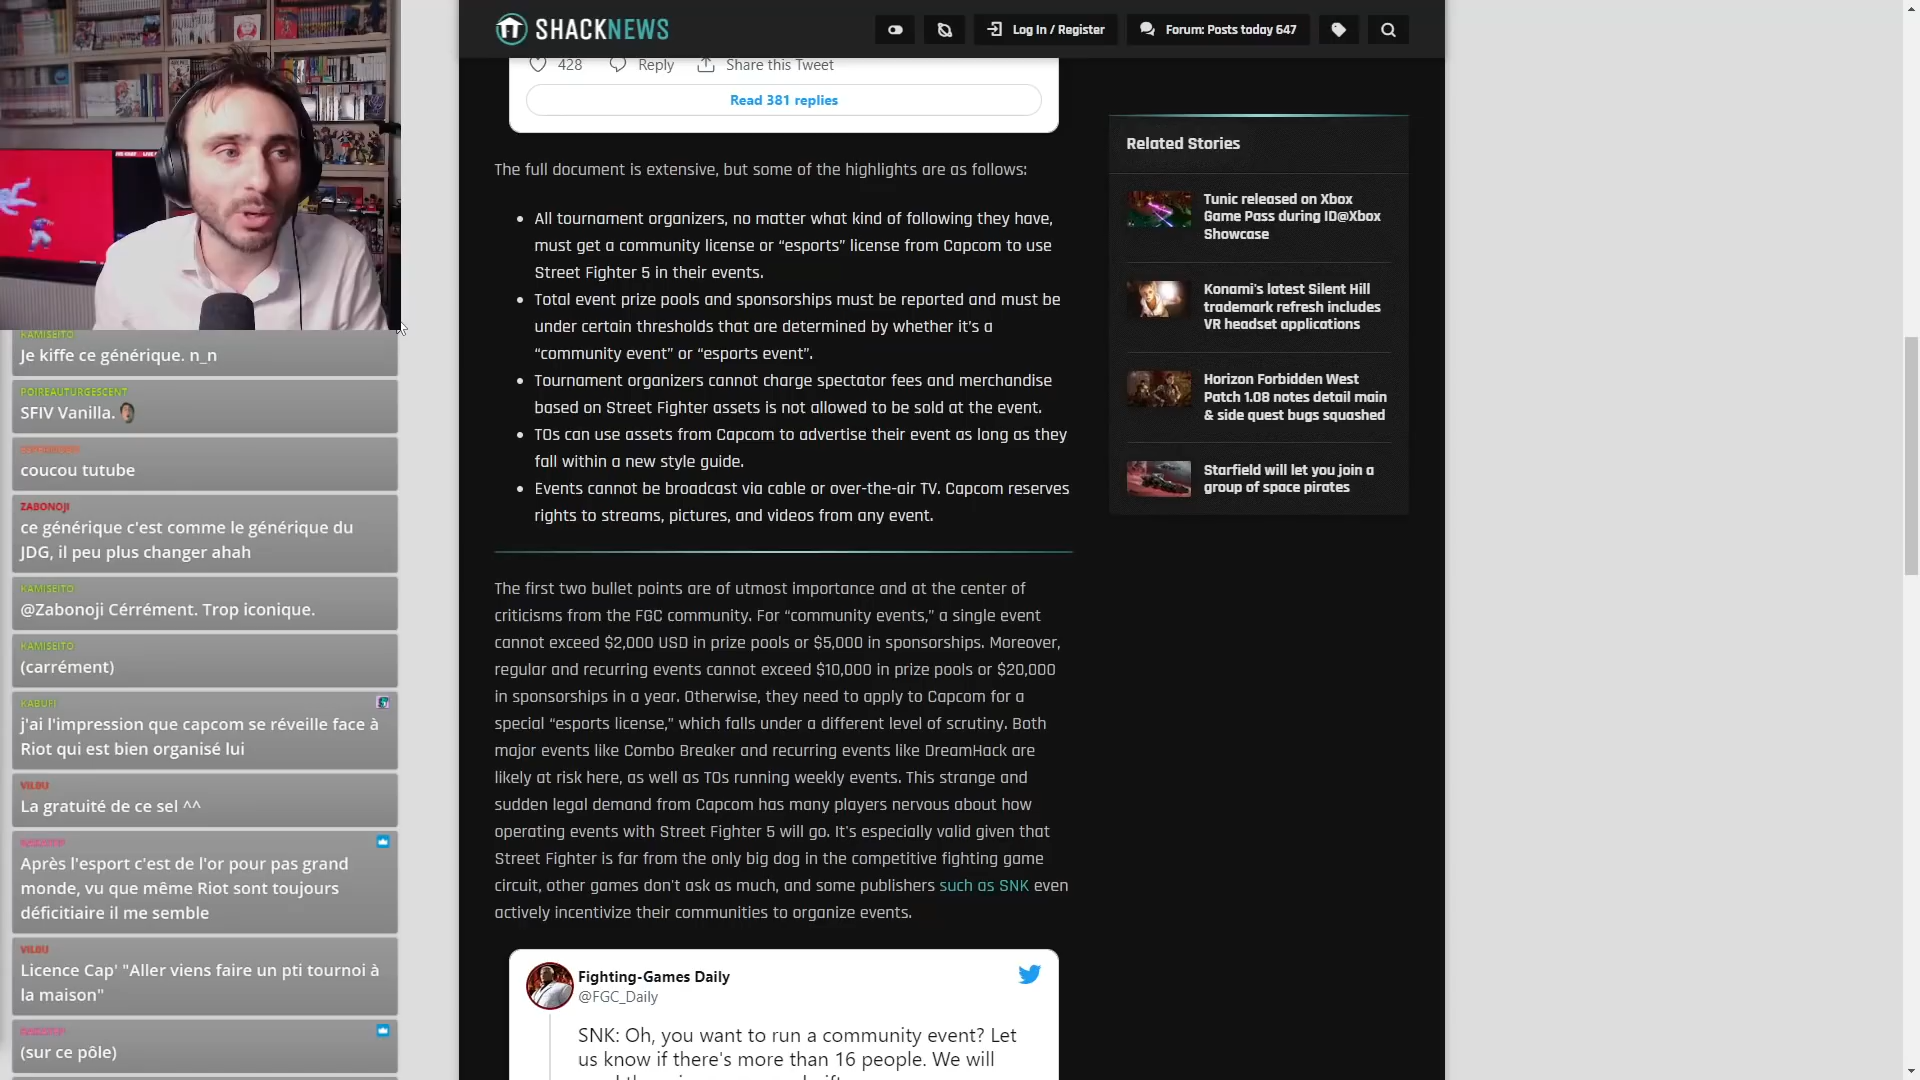 SHACKNEWS
Log In / Register
Forum: Posts today 647
428
Reply
Share this Tweet
Read 381 replies
The full document is extensive, but some of the highlights are as follows:
All tournament organizers, no matter what kind of following they have,
must get a community license or “esports” license from Capcom to use
Street Fighter 5 in their events.
Total event prize pools and sponsorships must be reported and must be
under certain thresholds that are determined by whether it's a
“community event” or “esports event”.
Tournament organizers cannot charge spectator fees and merchandise
based on Street Fighter assets is not allowed to be sold at the event.
TOs can use assets from Capcom to advertise their event as long as they
fall within a new style guide.
Events cannot be broadcast via cable or over-the-air TV. Capcom reserves
rights to streams, pictures, and videos from any event.
The first two bullet points are of utmost importance and at the center of
criticisms from the FGC community. For “community events,” a single event
cannot exceed $2,000 USD in prize pools or $5,000 in sponsorships. Moreover,
regular and recurring events cannot exceed $10,000 in prize pools or $20,000
in sponsorships in a year. Otherwise, they need to apply to Capcom for a
special “esports license,” which falls under a different level of scrutiny. Both
major events like Combo Breaker and recurring events like DreamHack are
likely at risk here, as well as TOs running weekly events. This strange and
sudden legal demand from Capcom has many players nervous about how
operating events with Street Fighter 5 will go. It's especially valid given that
Street Fighter is far from the only big dog in the competitive fighting game
circuit, other games don't ask as much, and some publishers such as SNK even
actively incentivize their communities to organize events.
Fighting-Games Daily
@FGC_Daily
SNK: Oh, you want to run a community event? Let
us know if there's more than 16 people. We will
Related Stories
Tunic released on Xbox
Game Pass during ID@Xbox
Showcase
Konami's latest Silent Hill
trademark refresh includes
VR headset applications
Horizon Forbidden West
Patch 1.08 notes detail main
& side quest bugs squashed
Starfield will let you join a
group of space pirates
KAMISEITO
Je kiffe ce générique. n_n
POIREAUTURGESCENT
SFIV Vanilla.
coucou tutube
ZABONOJI
ce générique c'est comme le générique du
JDG, il peu plus changer ahah
KAMISEITO
@Zabonoji Cérrément. Trop iconique.
KAMISEITO
(carrément)
KABUFI
j'ai l'impression que capcom se réveille face à
Riot qui est bien organisé lui
VILBU
La gratuité de ce sel ^^
Après l'esport c'est de l'or pour pas grand
monde, vu que même Riot sont toujours
déficitiaire il me semble
VILBU
Licence Cap' "Aller viens faire un pti tournoi à
la maison"
(sur ce pôle)